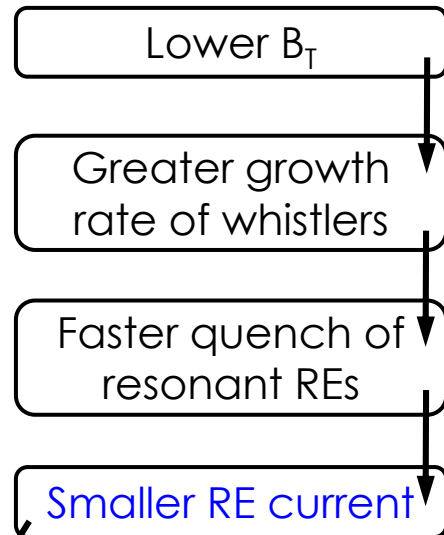 Lower B_T
Greater growth
rate of whistlers
Faster quench of
resonant REs
Smaller RE current